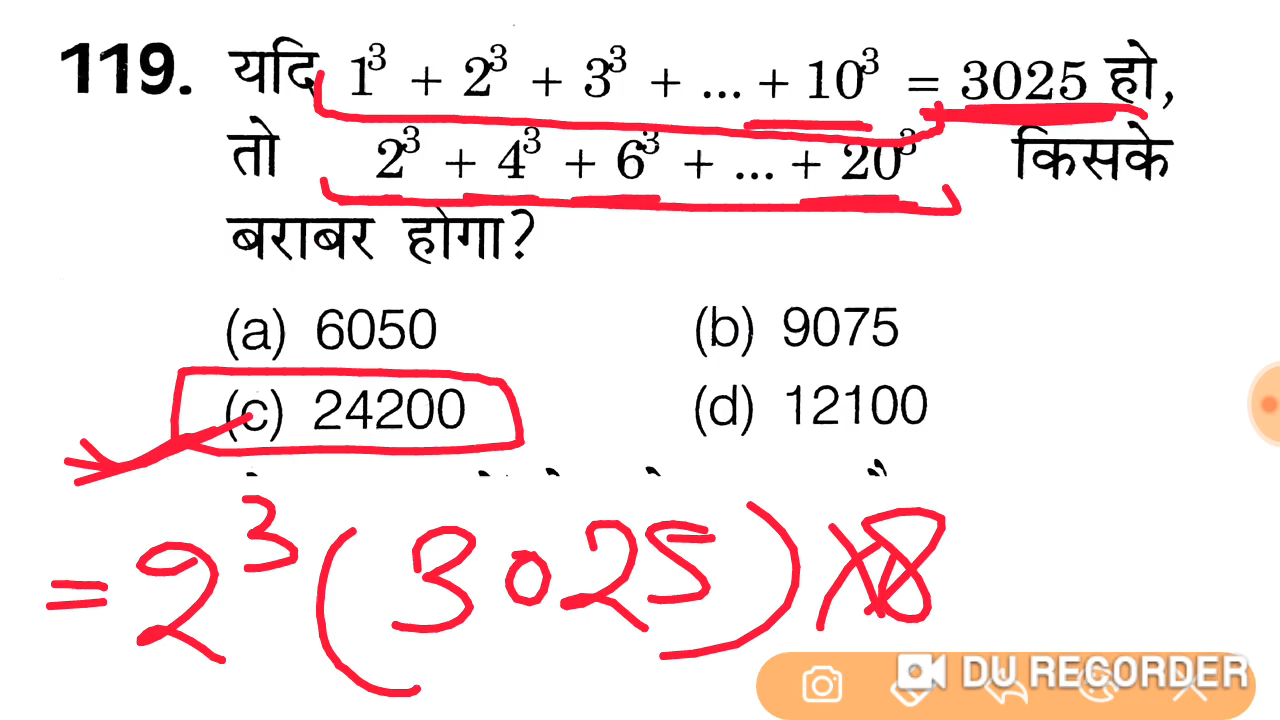 119. यदि 1³ + 2³ + 3³ + ... + 10³ = 3025 हो,
तो 2³ + 4³ + 6³ + ... + 20³ किसके
बराबर होगा?
(a) 6050 (b) 9075
(c) 24200 (d) 12100
= 2³ (3025) × 8
DU RECORDER